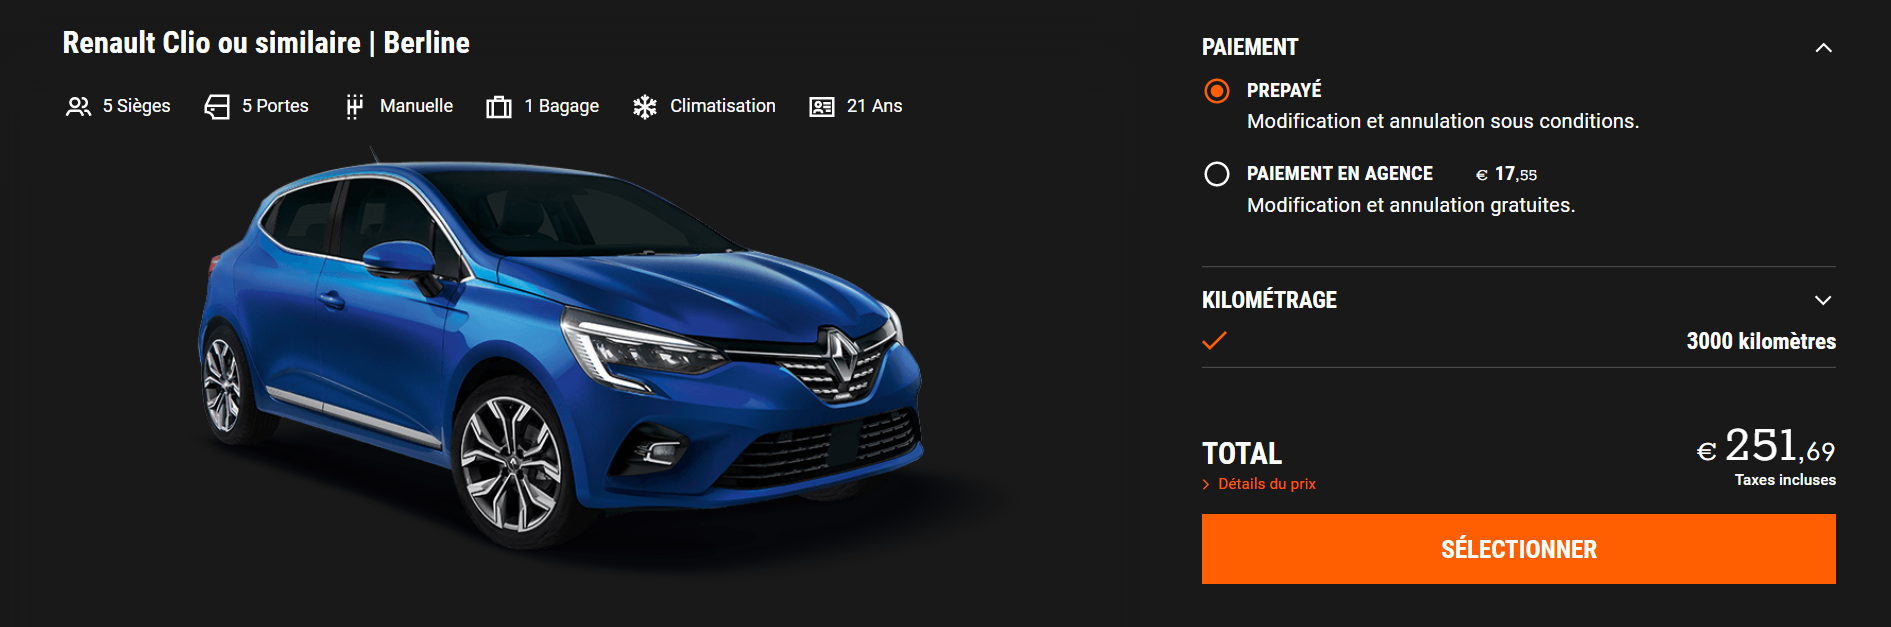 Renault Clio ou similaire | Berline
5 Sièges 5 Portes Manuelle 1 Bagage Climatisation 21 Ans
PAIEMENT
PREPAYÉ
Modification et annulation sous conditions.
PAIEMENT EN AGENCE € 17,55
Modification et annulation gratuites.
KILOMÉTRAGE
3000 kilomètres
TOTAL € 251,69
Détails du prix Taxes incluses
SÉLECTIONNER